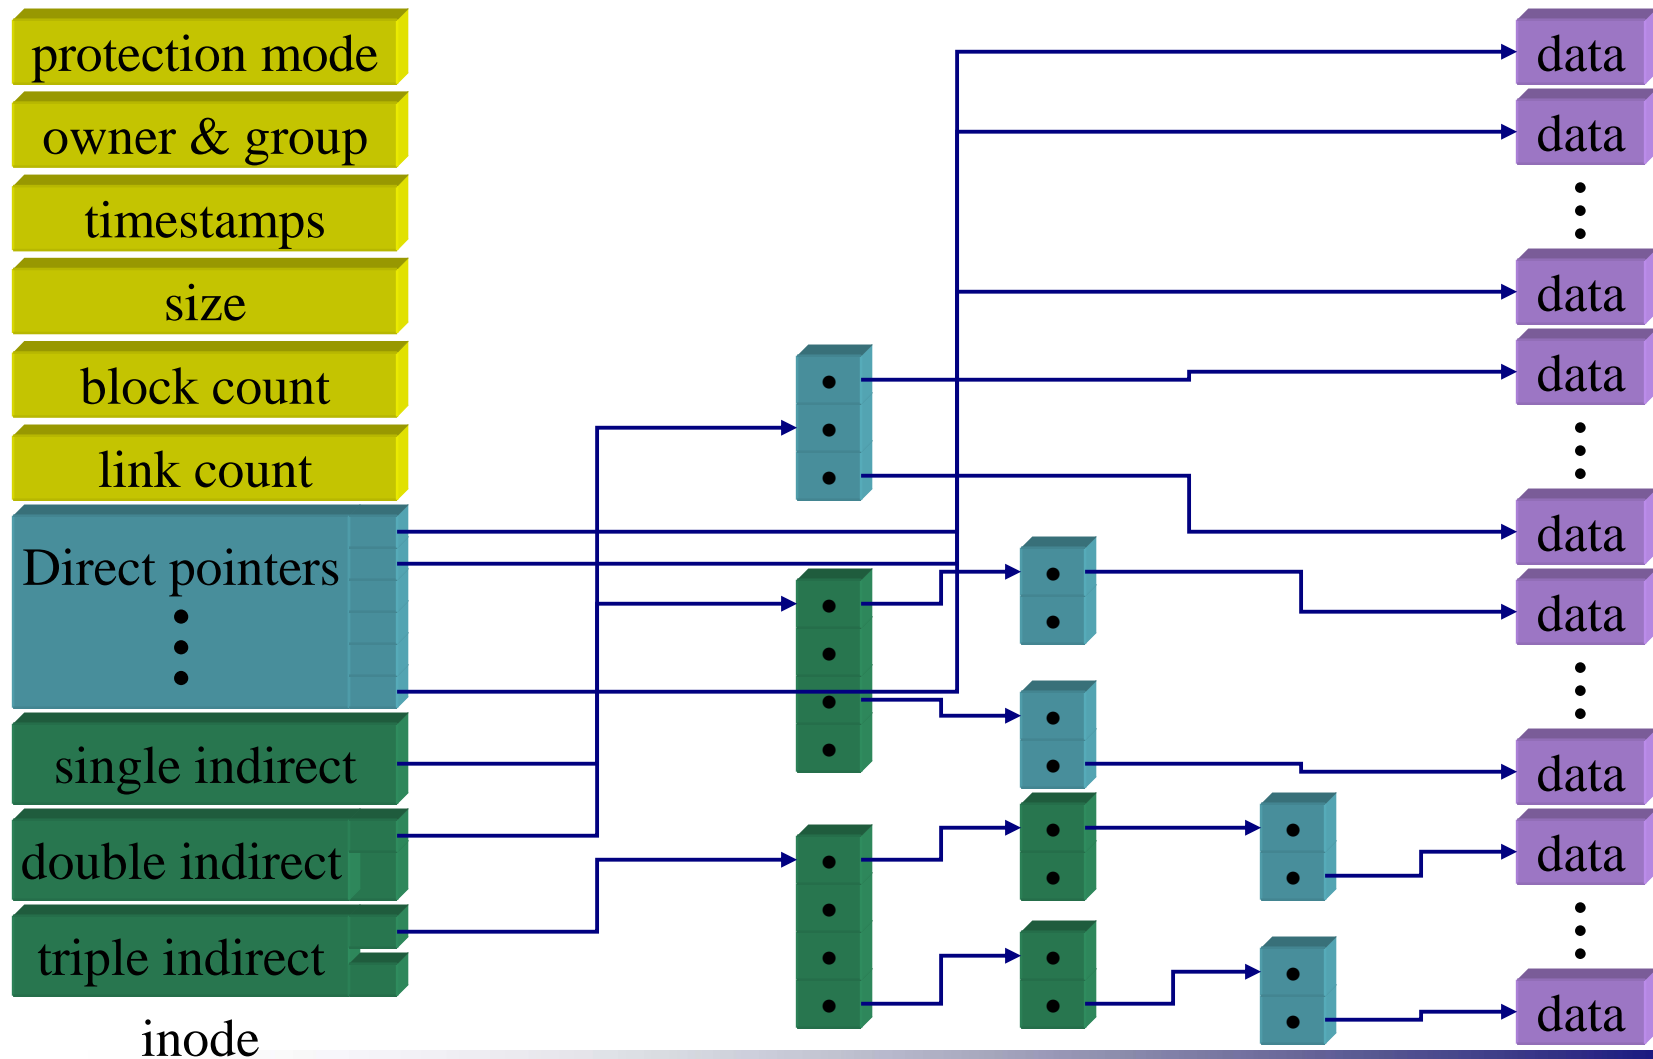 protection mode
owner & group
timestamps
size
block count
link count
Direct pointers
single indirect
double indirect
triple indirect
inode
data
data
data
data
data
data
data
data
data